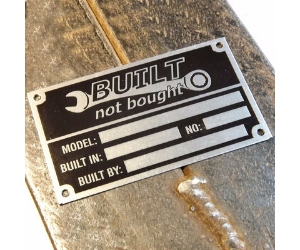 BUILT
not bought
MODEL: NO:
BUILT IN:
BUILT BY: